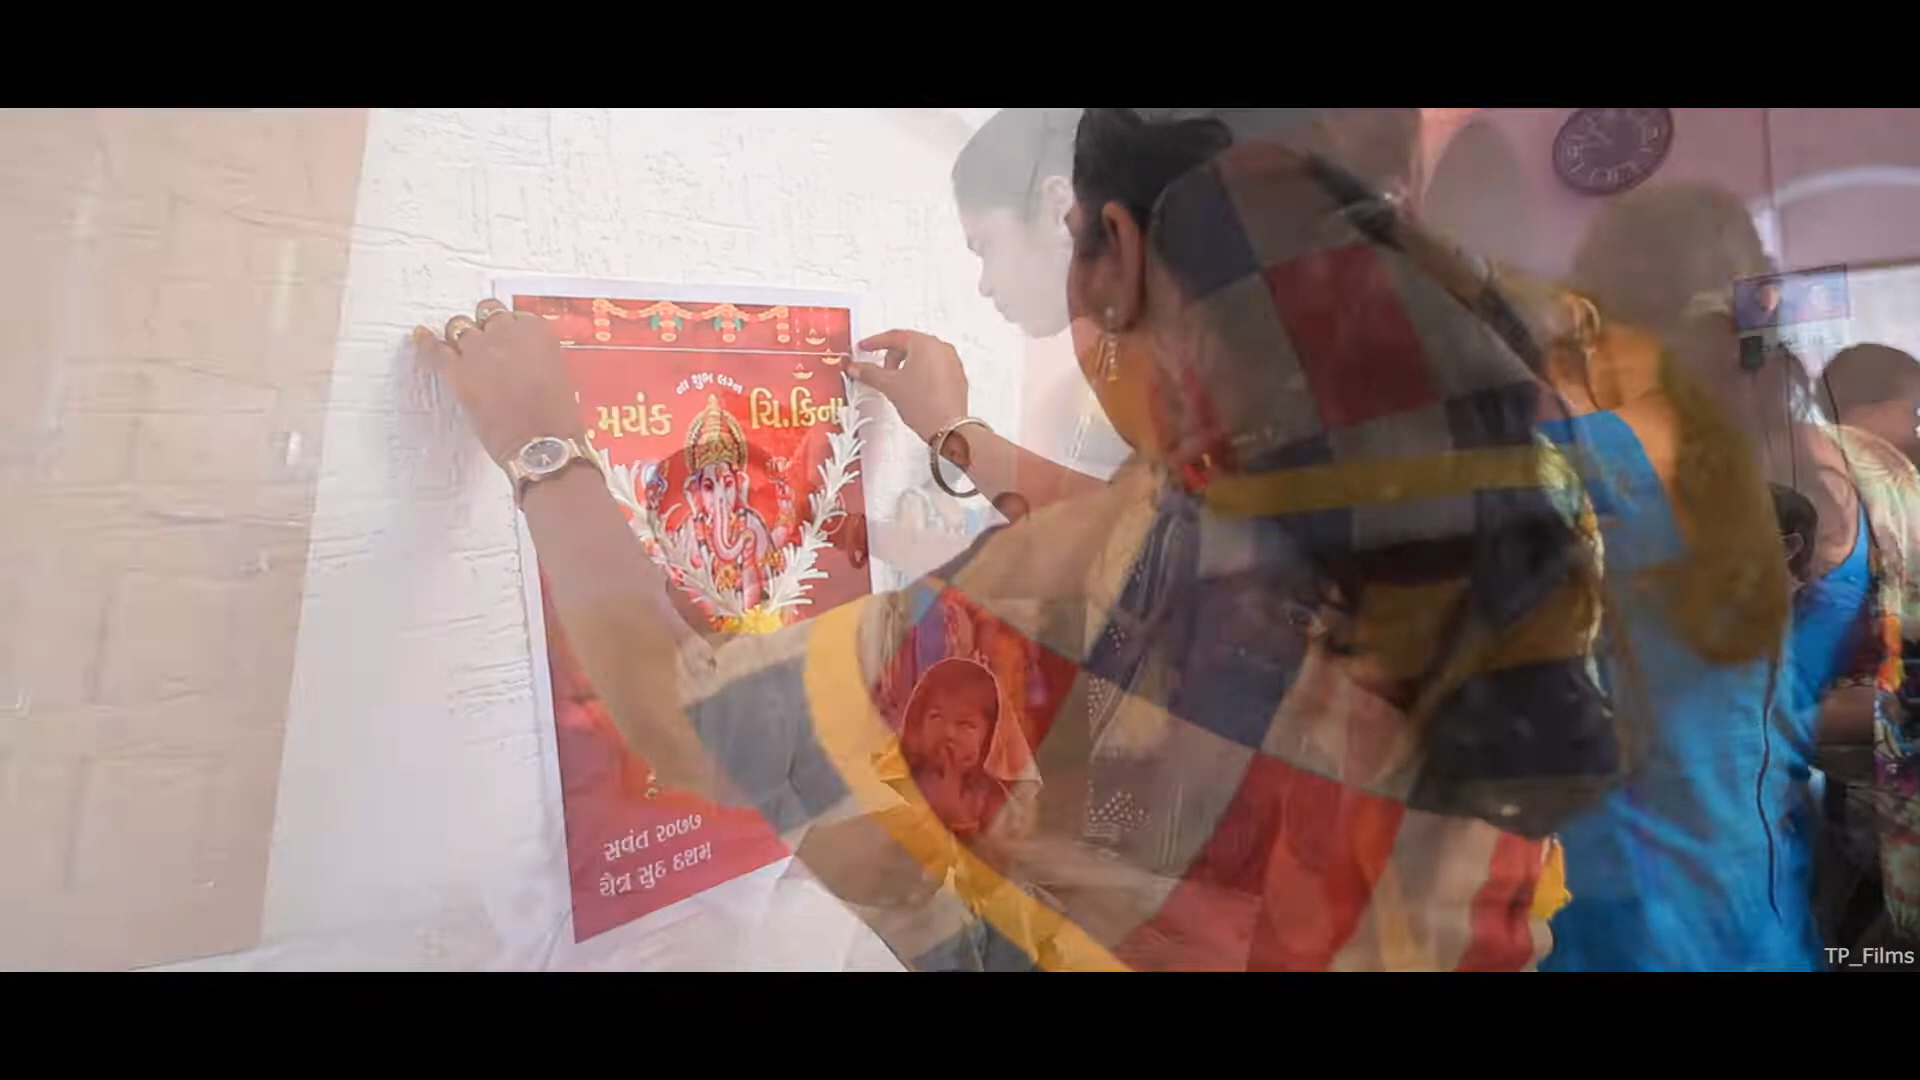 ના શુભ લગ્ન
.મયંક ચિ.ક્રિના
સવંત ૨૦૭૭
ચૈત્ર સુદ દશમ
TP_Films